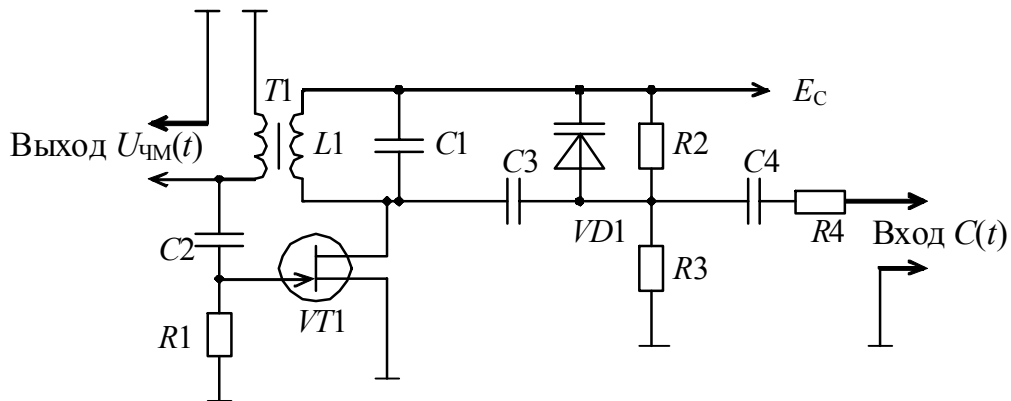 T1
E_C
Выход U_ЧМ(t)
L1
C1
R2
C3
C4
C2
VD1
R4
Вход C(t)
R3
VT1
R1